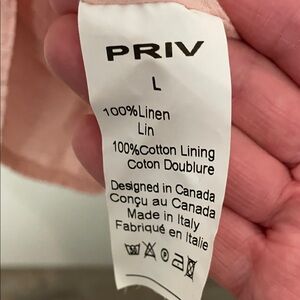 PRIV
L
100%Linen
Lin
100%Cotton Lining
Coton Doublure
Designed in Canada
Conçu au Canada
Made in Italy
Fabriqué en Italie